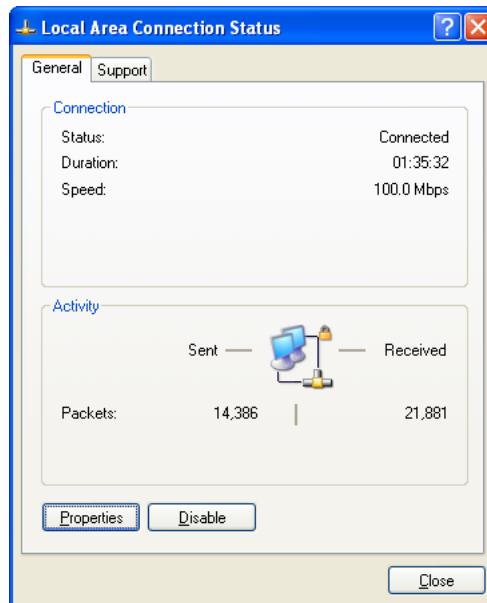 Local Area Connection Status
General Support
Connection
Status: Connected
Duration: 01:35:32
Speed: 100.0 Mbps
Activity
Sent Received
Packets: 14,386 21,881
Properties Disable
Close